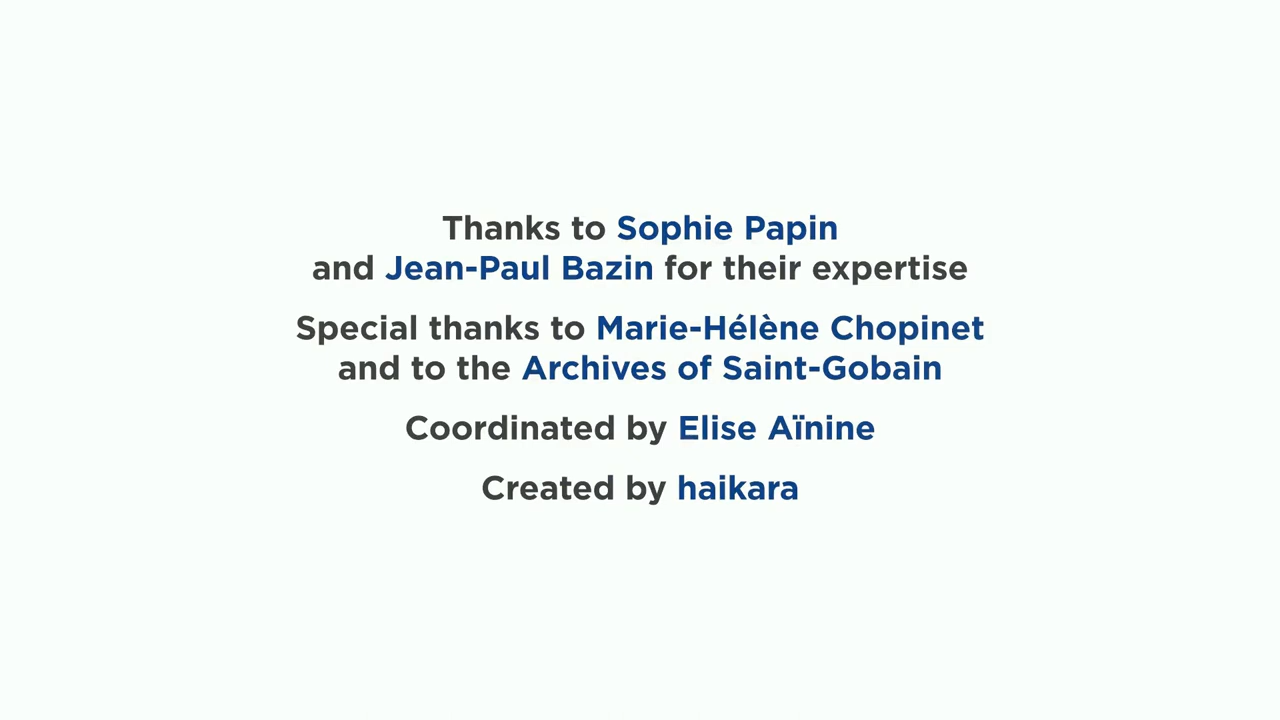 Thanks to Sophie Papin
and Jean-Paul Bazin for their expertise
Special thanks to Marie-Hélène Chopinet
and to the Archives of Saint-Gobain
Coordinated by Elise Aïnine
Created by haikara